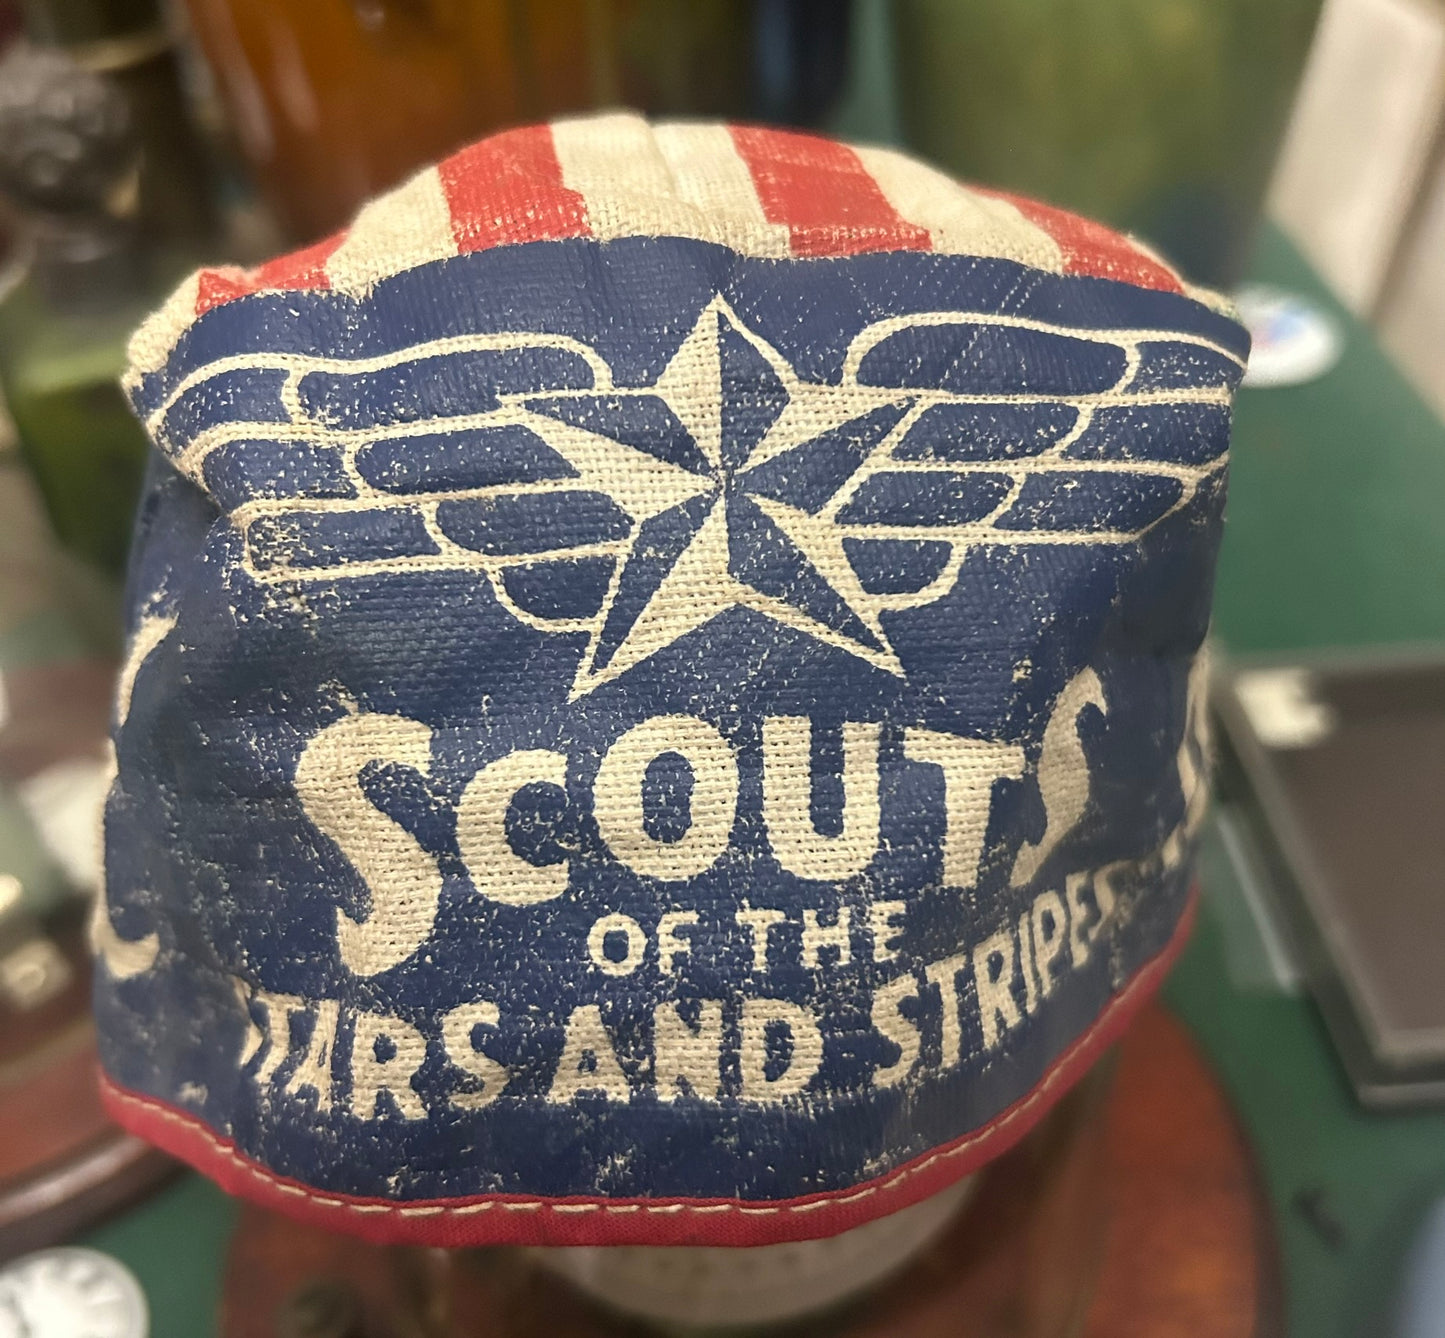 SCOUTS
OF THE
STARS AND STRIPES